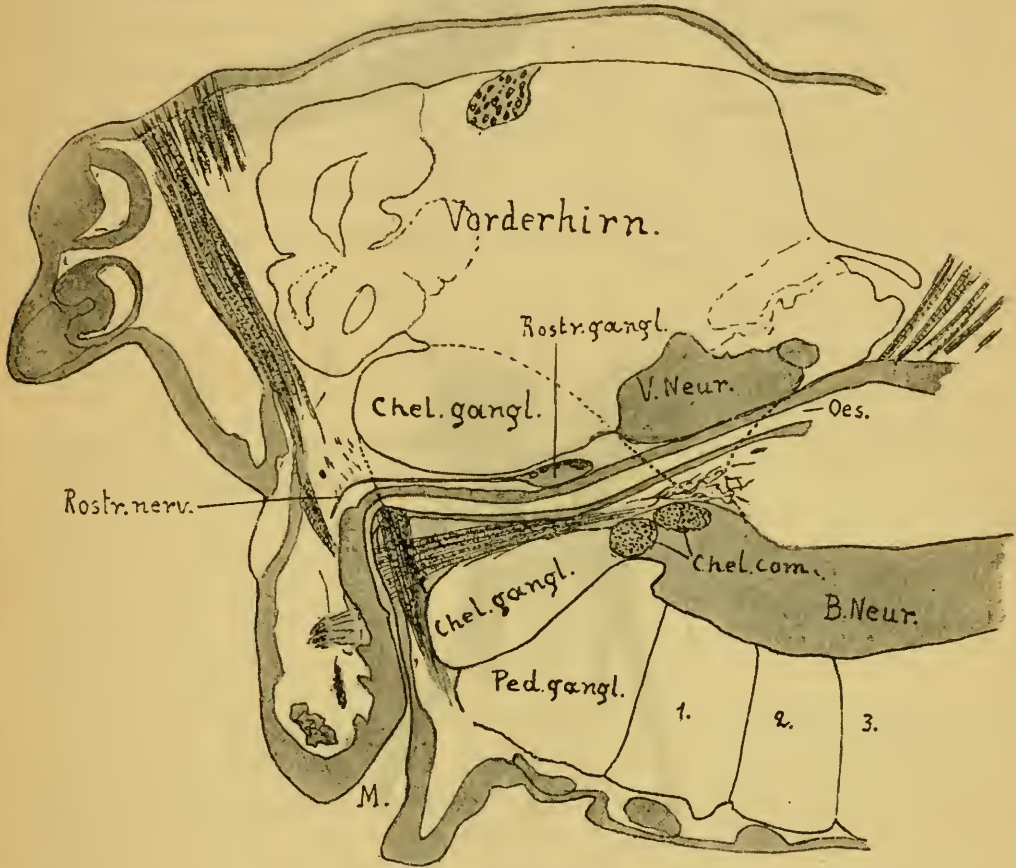 Vorderhirn.
Rostr. gangl.
V. Neur.
Chel. gangl.
Oes.
Rostr. nerv.
Chel. com.
Chel. gangl.
B. Neur.
Ped. gangl.
1.
2.
3.
M.